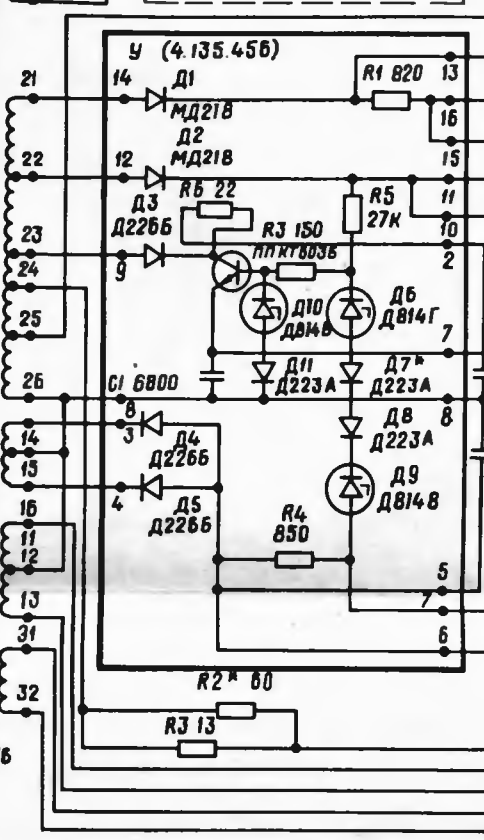 У (4.135.456)
21
14
Д1
R1 820
13
МД218
16
Д2
МД218
15
22
12
R6 22
R5
27К
11
Д3
Д226Б
R3 150
10
23
9
ПП КТ603Б
2
24
Д10
Д814В
Д6
Д814Г
25
7
Д11
Д223А
Д7*
Д223А
26
C1 6800
8
8
14
3
Д4
Д226Б
Д8
Д223А
15
4
Д5
Д226Б
Д9
Д814В
16
R4
850
11
12
5
13
7
31
6
32
R2* 60
R3 13